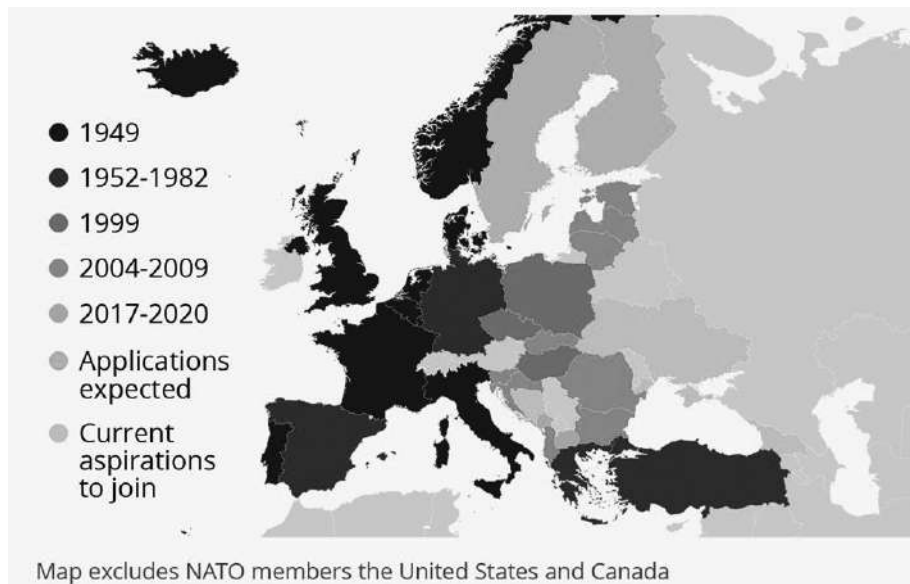 1949
1952-1982
1999
2004-2009
2017-2020
Applications
expected
Current
aspirations
to join
Map excludes NATO members the United States and Canada